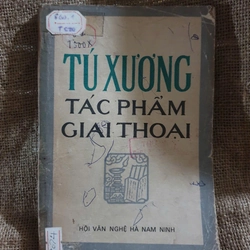 TÚ XƯƠNG
TÁC PHẨM
GIAI THOẠI
HỘI VĂN NGHỆ HÀ NAM NINH